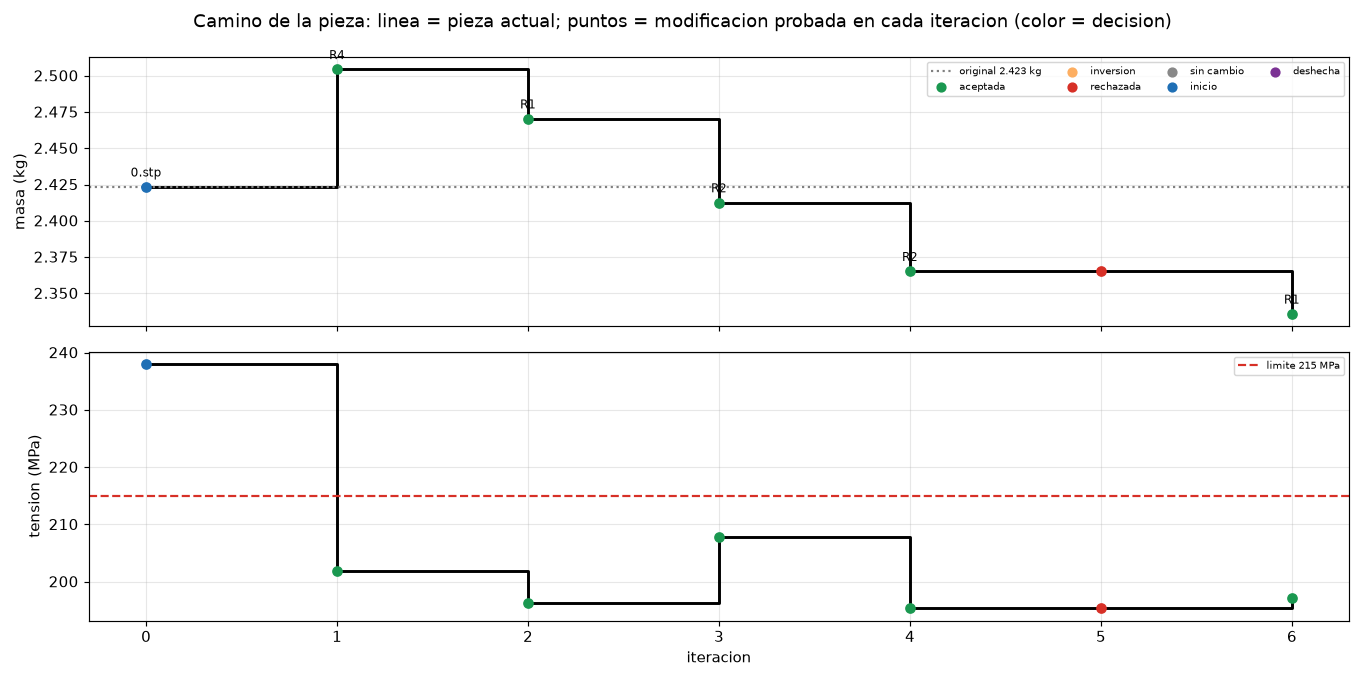 Camino de la pieza: linea = pieza actual; puntos = modificacion probada en cada iteracion (color = decision)
R4
original 2.423 kg
inversion
sin cambio
deshecha
aceptada
rechazada
inicio
2.500
R1
2.475
2.450
0.stp
2.425
R2
masa (kg)
2.400
2.375
R2
2.350
R1
240
limite 215 MPa
230
220
tension (MPa)
210
200
0 1 2 3 4 5 6
iteracion